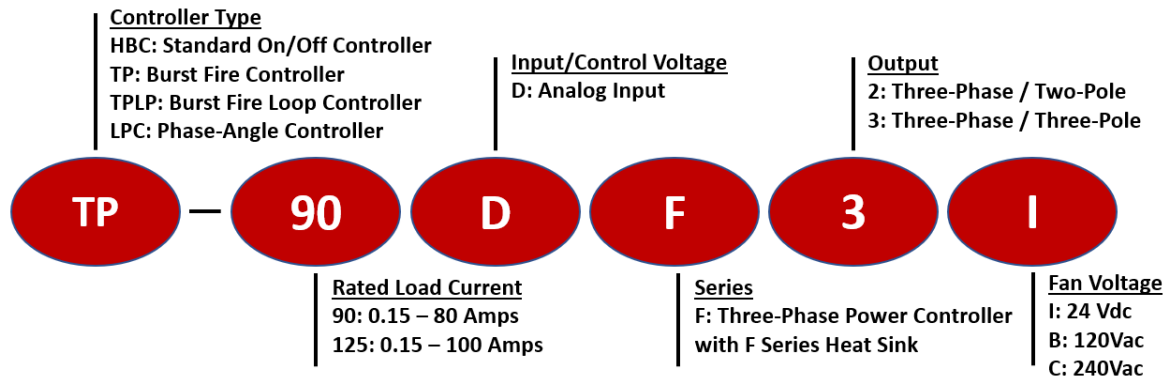 Controller Type
HBC: Standard On/Off Controller
TP: Burst Fire Controller
TPLP: Burst Fire Loop Controller
LPC: Phase-Angle Controller
Input/Control Voltage
D: Analog Input
Output
2: Three-Phase / Two-Pole
3: Three-Phase / Three-Pole
TP — 90 D F 3 I
Rated Load Current
90: 0.15 – 80 Amps
125: 0.15 – 100 Amps
Series
F: Three-Phase Power Controller
with F Series Heat Sink
Fan Voltage
I: 24 Vdc
B: 120Vac
C: 240Vac